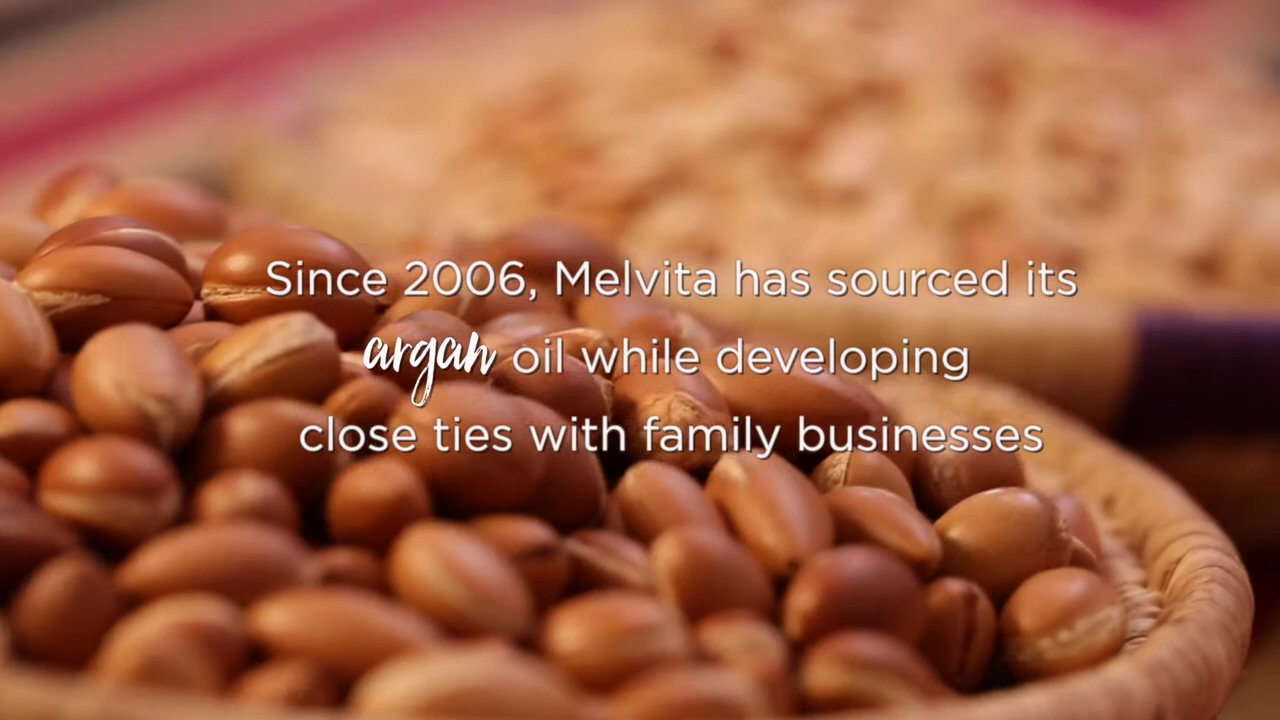 Since 2006, Melvita has sourced its
argan oil while developing
close ties with family businesses